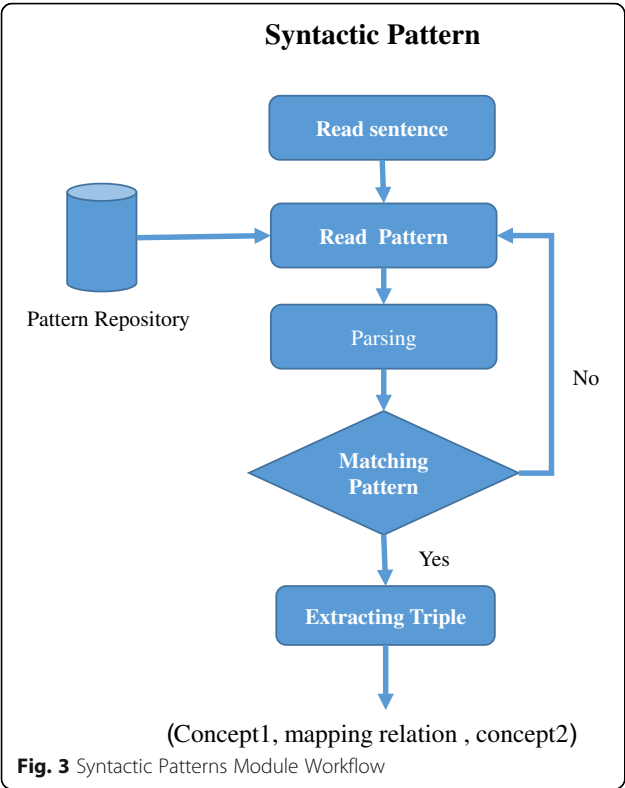 Syntactic Pattern
Read sentence
Read Pattern
Pattern Repository
Parsing
No
Matching
Pattern
Yes
Extracting Triple
(Concept1, mapping relation , concept2)
Fig. 3 Syntactic Patterns Module Workflow